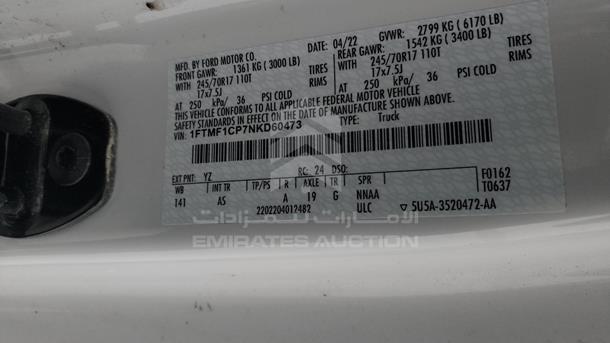 MFD. BY FORD MOTOR CO. DATE: 04/22 GVWR: 2799 KG ( 6170 LB)
FRONT GAWR: 1361 KG ( 3000 LB) REAR GAWR: 1542 KG ( 3400 LB)
WITH 245/70R17 110T TIRES WITH 245/70R17 110T TIRES
17x7.5J RIMS 17x7.5J RIMS
AT 250 kPa/ 36 PSI COLD AT 250 kPa/ 36 PSI COLD
THIS VEHICLE CONFORMS TO ALL APPLICABLE FEDERAL MOTOR VEHICLE
SAFETY STANDARDS IN EFFECT ON THE DATE OF MANUFACTURE SHOWN ABOVE.
VIN: 1FTMF1CP7NKD60473 TYPE: Truck
EXT PNT: YZ RC: 24 DSO: F0162
WB INT TR TP/PS R AXLE TR SPR T0637
141 AS A 19 G NNAA
2202204012482 ULC ▽ 5U5A-3520472-AA
الإمارات للمزادات
EMIRATES AUCTION